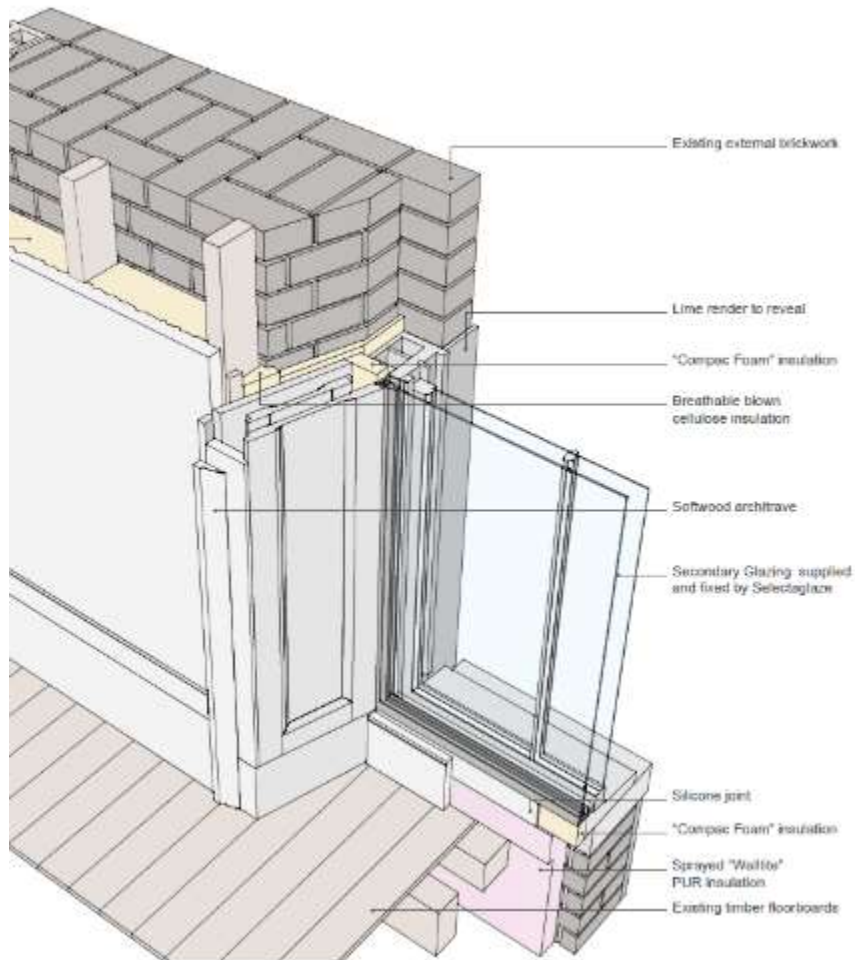 Existing external brickwork
Lime render to reveal
"Compac Foam" insulation
Breathable blown
cellulose insulation
Softwood architrave
Secondary Glazing: supplied
and fixed by Selectaglaze
Silicone joint
"Compac Foam" insulation
Sprayed "Walltite"
PUR insulation
Existing timber floorboards